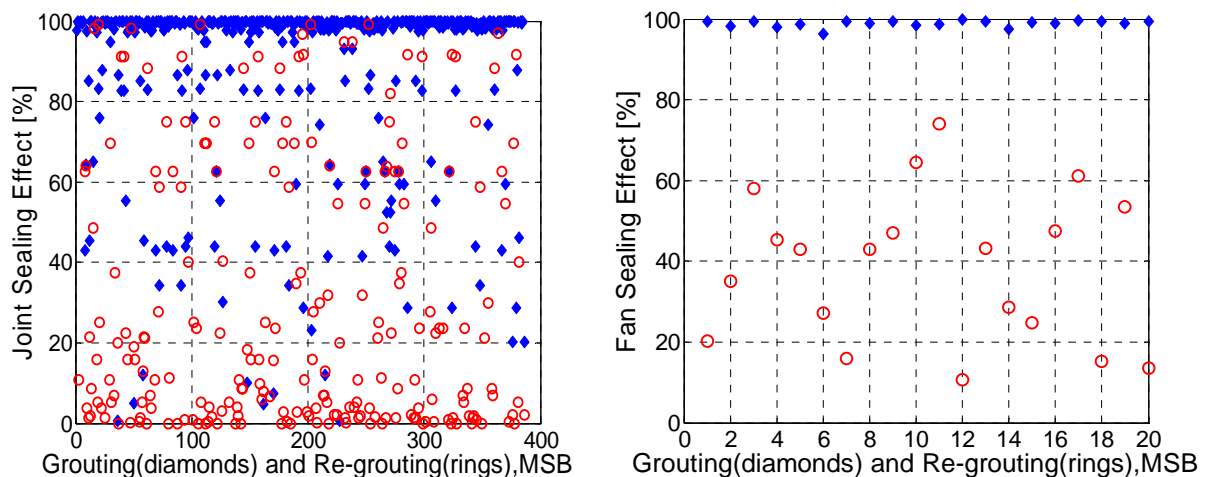 Joint Sealing Effect [%]
100
80
60
40
20
0
0 100 200 300 400
Grouting(diamonds) and Re-grouting(rings),MSB
Fan Sealing Effect [%]
100
80
60
40
20
0
0 2 4 6 8 10 12 14 16 18 20
Grouting(diamonds) and Re-grouting(rings),MSB